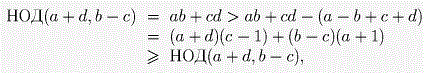 НОД(a + d, b − c) = ab + cd > ab + cd − (a − b + c + d)
= (a + d)(c − 1) + (b − c)(a + 1)
⩾ НОД(a + d, b − c),